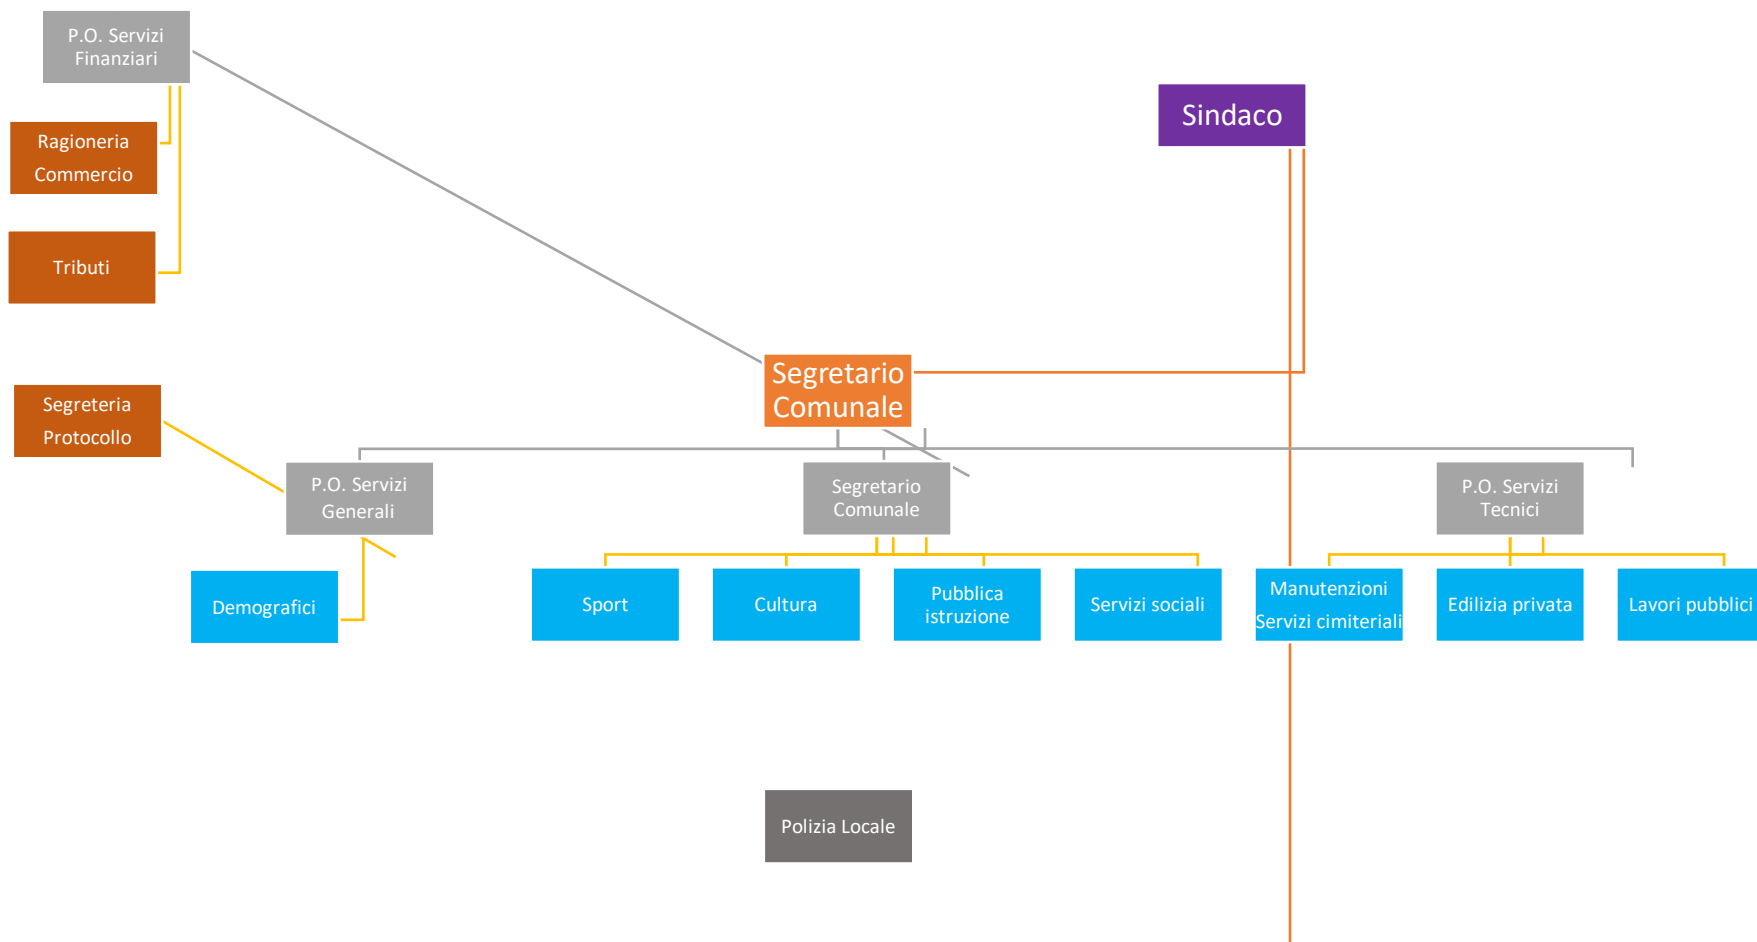 P.O. Servizi
Finanziari
Sindaco
Ragioneria
Commercio
Tributi
Segretario
Comunale
Segreteria
Protocollo
P.O. Servizi
Generali
Segretario
Comunale
P.O. Servizi
Tecnici
Demografici
Sport
Cultura
Pubblica
istruzione
Servizi sociali
Manutenzioni
Servizi cimiteriali
Edilizia privata
Lavori pubblici
Polizia Locale